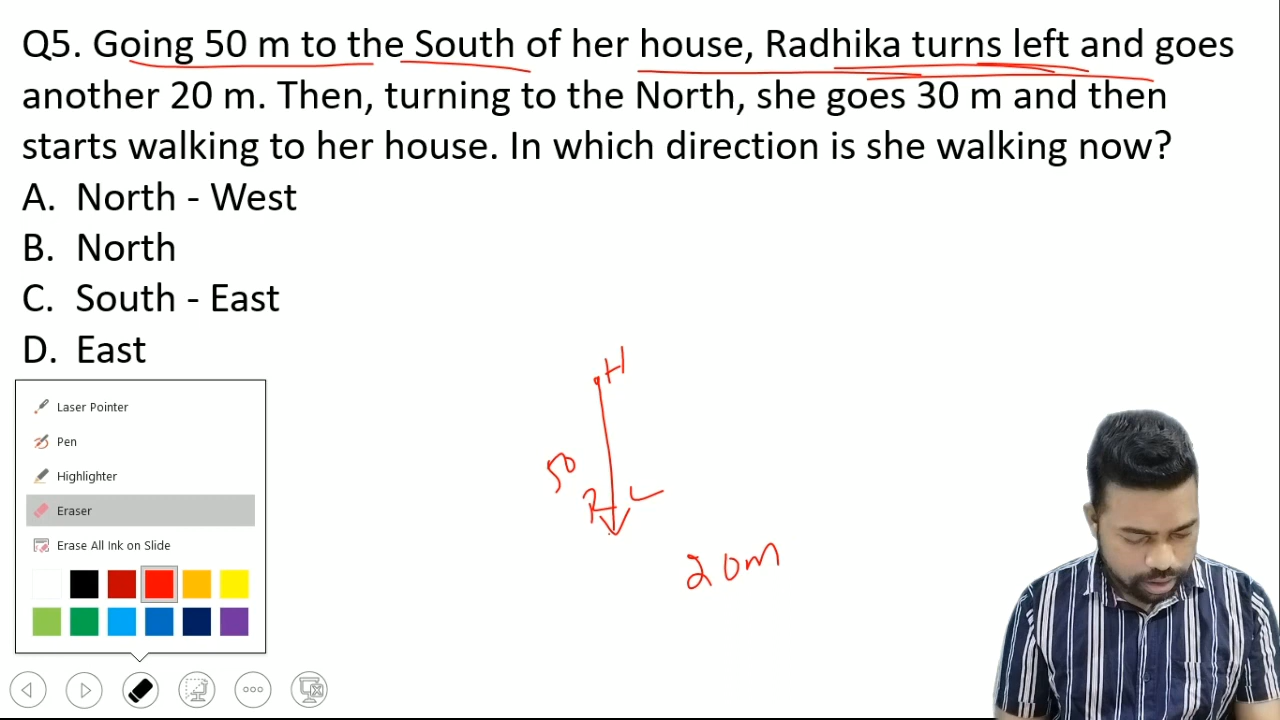 Q5. Going 50 m to the South of her house, Radhika turns left and goes
another 20 m. Then, turning to the North, she goes 30 m and then
starts walking to her house. In which direction is she walking now?
A. North - West
B. North
C. South - East
D. East
H
50
R L
20m
Laser Pointer
Pen
Highlighter
Eraser
Erase All Ink on Slide